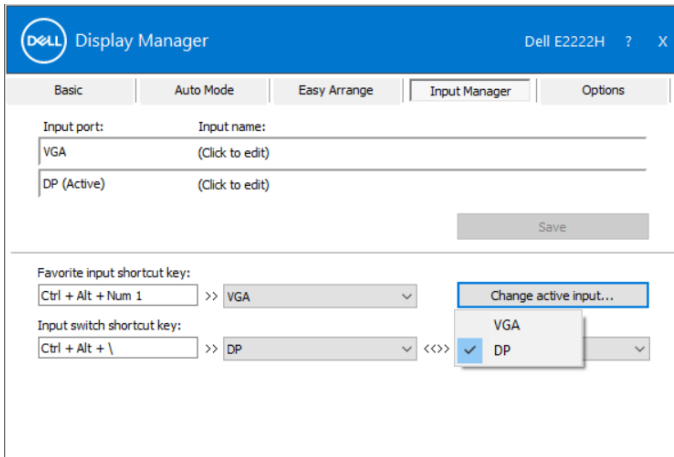 DELL Display Manager Dell E2222H ? X
Basic Auto Mode Easy Arrange Input Manager Options
Input port: Input name:
VGA (Click to edit)
DP (Active) (Click to edit)
Save
Favorite input shortcut key:
Ctrl + Alt + Num 1 >> VGA Change active input...
Input switch shortcut key:
Ctrl + Alt + \ >> DP <<>>
VGA
DP